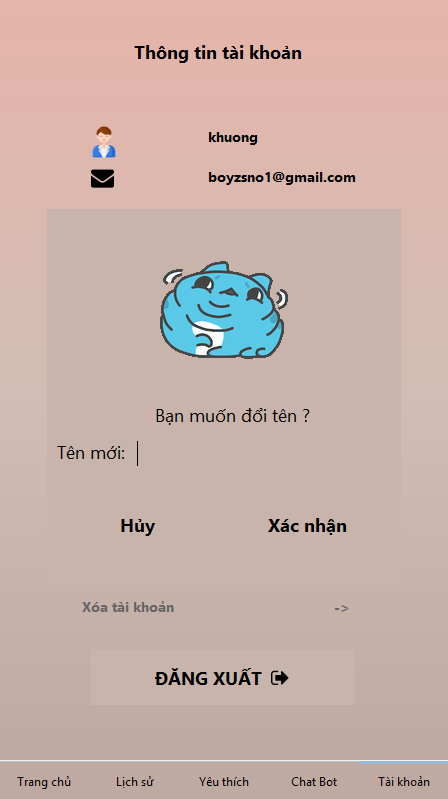 Thông tin tài khoản
khuong
boyzsno1@gmail.com
Bạn muốn đổi tên ?
Tên mới:
Hủy Xác nhận
Xóa tài khoản ->
ĐĂNG XUẤT
Trang chủ Lịch sử Yêu thích Chat Bot Tài khoản